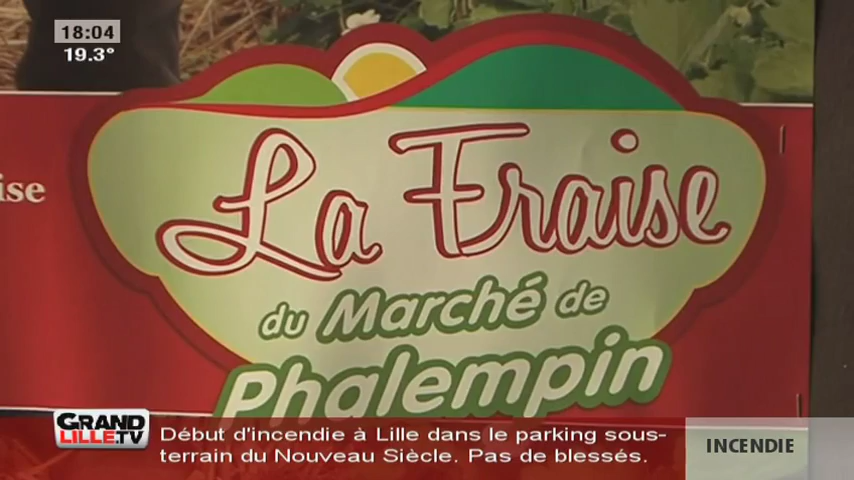 18:04
19.3°
ise
La Fraise
du Marché de
Phalempin
GRAND
LILLE.TV
Début d'incendie à Lille dans le parking sous-
terrain du Nouveau Siècle. Pas de blessés.
INCENDIE